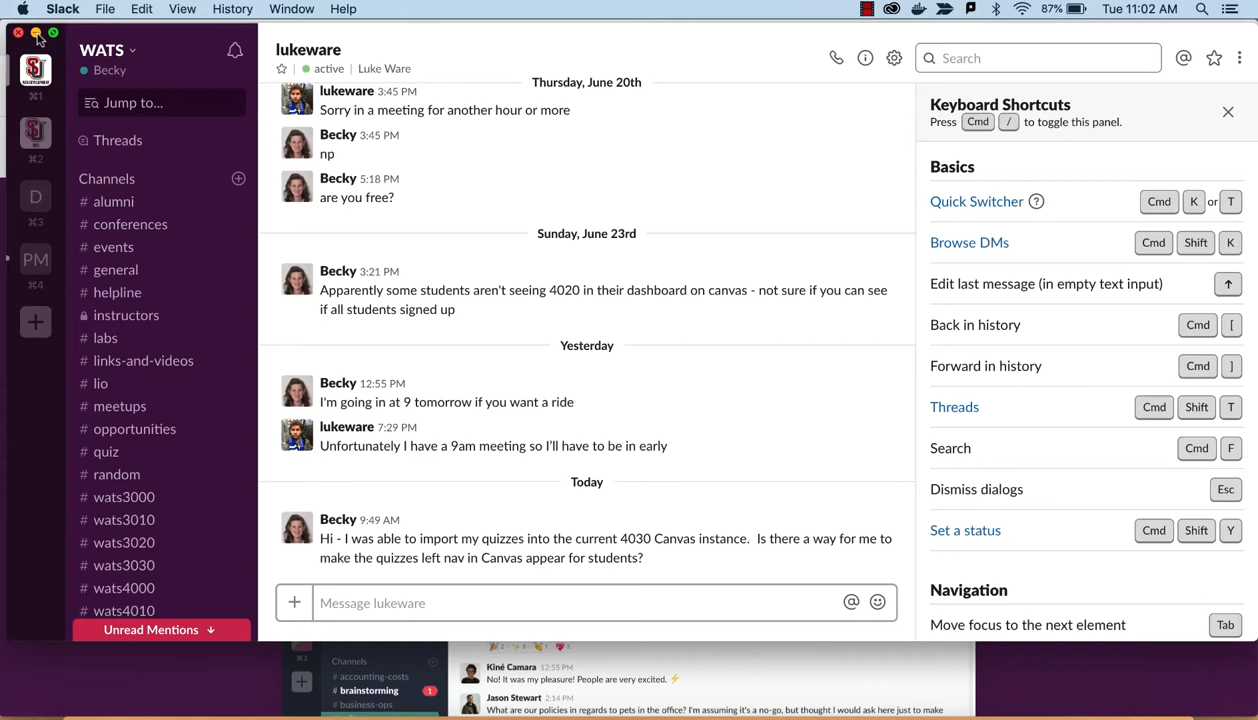 Slack File Edit View History Window Help 87% Tue 11:02 AM
WATS
Becky
Jump to...
Threads
Channels
# alumni
# conferences
# events
# general
# helpline
instructors
# labs
# links-and-videos
# lio
# meetups
# opportunities
# quiz
# random
# wats3000
# wats3010
# wats3020
# wats3030
# wats4000
# wats4010
Unread Mentions ↓
⌘1
⌘2
D
⌘3
PM
⌘4
+
lukeware
active | Luke Ware
Search
Thursday, June 20th
lukeware 3:45 PM
Sorry in a meeting for another hour or more
Becky 3:45 PM
np
Becky 5:18 PM
are you free?
Sunday, June 23rd
Becky 3:21 PM
Apparently some students aren't seeing 4020 in their dashboard on canvas - not sure if you can see
if all students signed up
Yesterday
Becky 12:55 PM
I'm going in at 9 tomorrow if you want a ride
lukeware 7:29 PM
Unfortunately I have a 9am meeting so I'll have to be in early
Today
Becky 9:49 AM
Hi - I was able to import my quizzes into the current 4030 Canvas instance. Is there a way for me to
make the quizzes left nav in Canvas appear for students?
+ Message lukeware @
Keyboard Shortcuts
Press Cmd / to toggle this panel.
Basics
Quick Switcher ? Cmd K or T
Browse DMs Cmd Shift K
Edit last message (in empty text input) ↑
Back in history Cmd [
Forward in history Cmd ]
Threads Cmd Shift T
Search Cmd F
Dismiss dialogs Esc
Set a status Cmd Shift Y
Navigation
Move focus to the next element Tab
⌘3
Channels
# accounting-costs
# brainstorming 1
# business-ops
Kiné Camara 12:55 PM
No! It was my pleasure! People are very excited. ⚡
Jason Stewart 2:14 PM
What are our policies in regards to pets in the office? I'm assuming it's a no-go, but thought I would ask here just to make